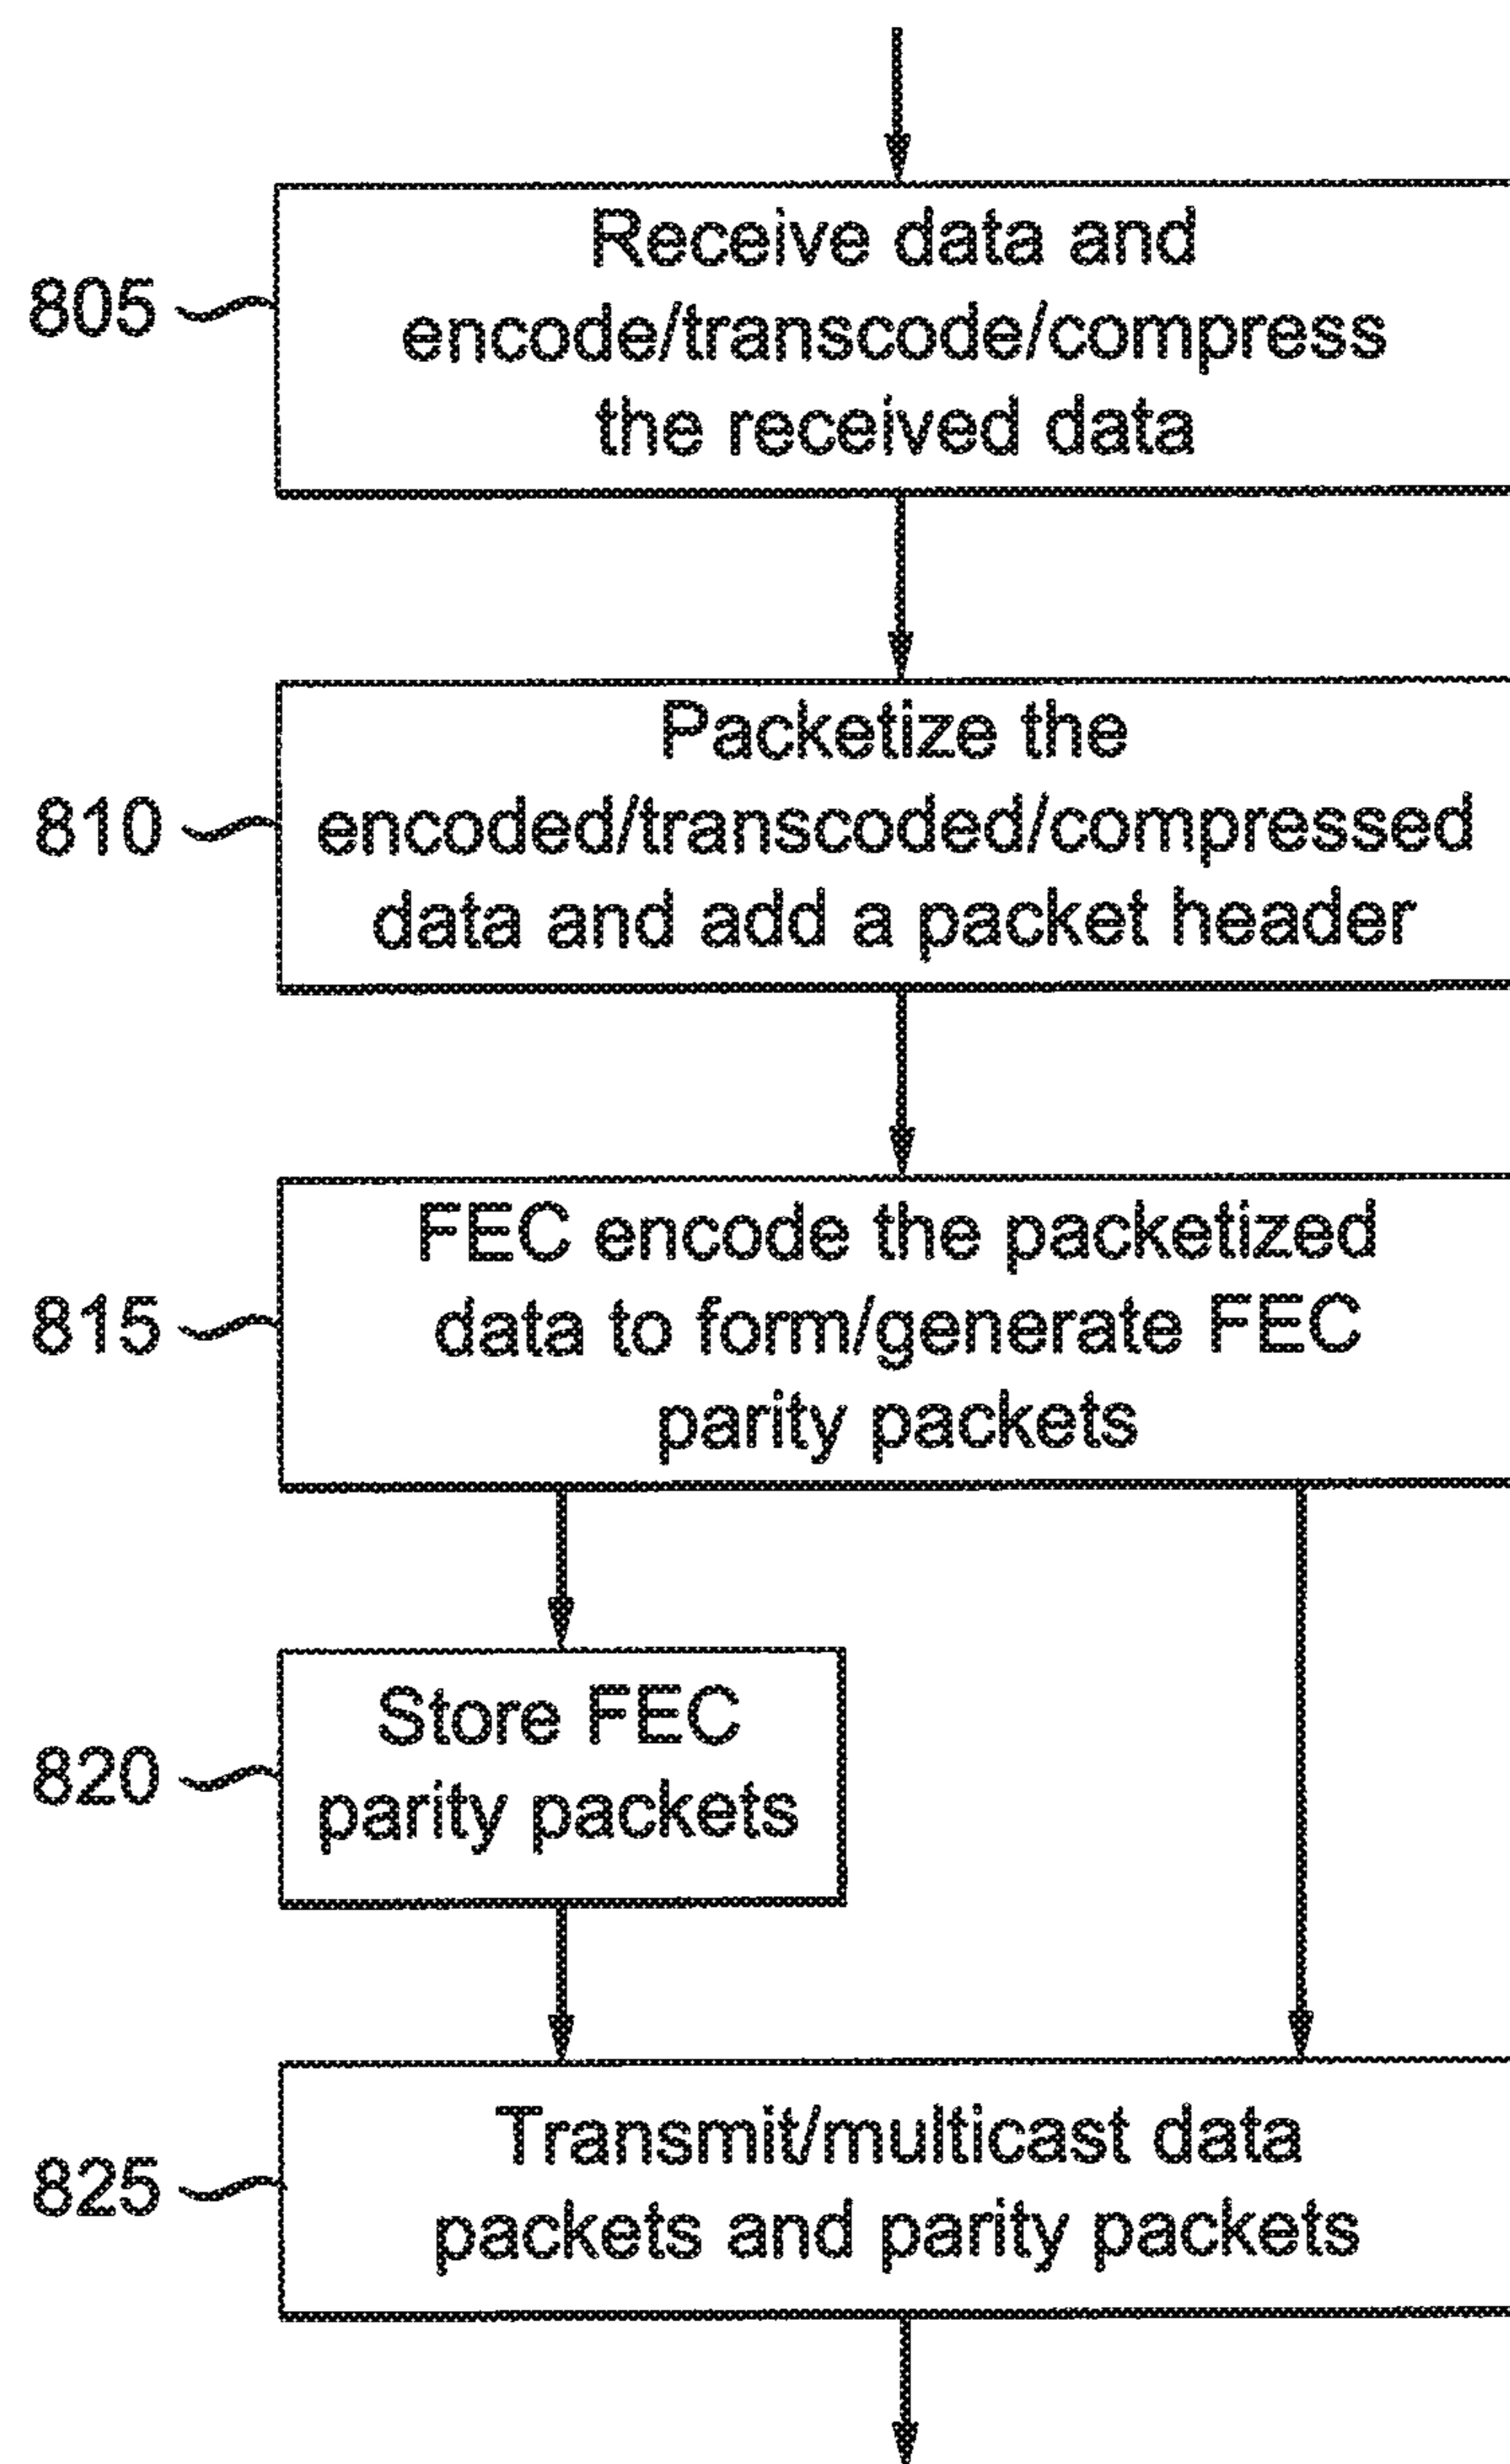 Receive data and
805 encode/transcode/compress
the received data
Packetize the
810 encoded/transcoded/compressed
data and add a packet header
FEC encode the packetized
815 data to form/generate FEC
parity packets
Store FEC
820 parity packets
Transmit/multicast data
825 packets and parity packets